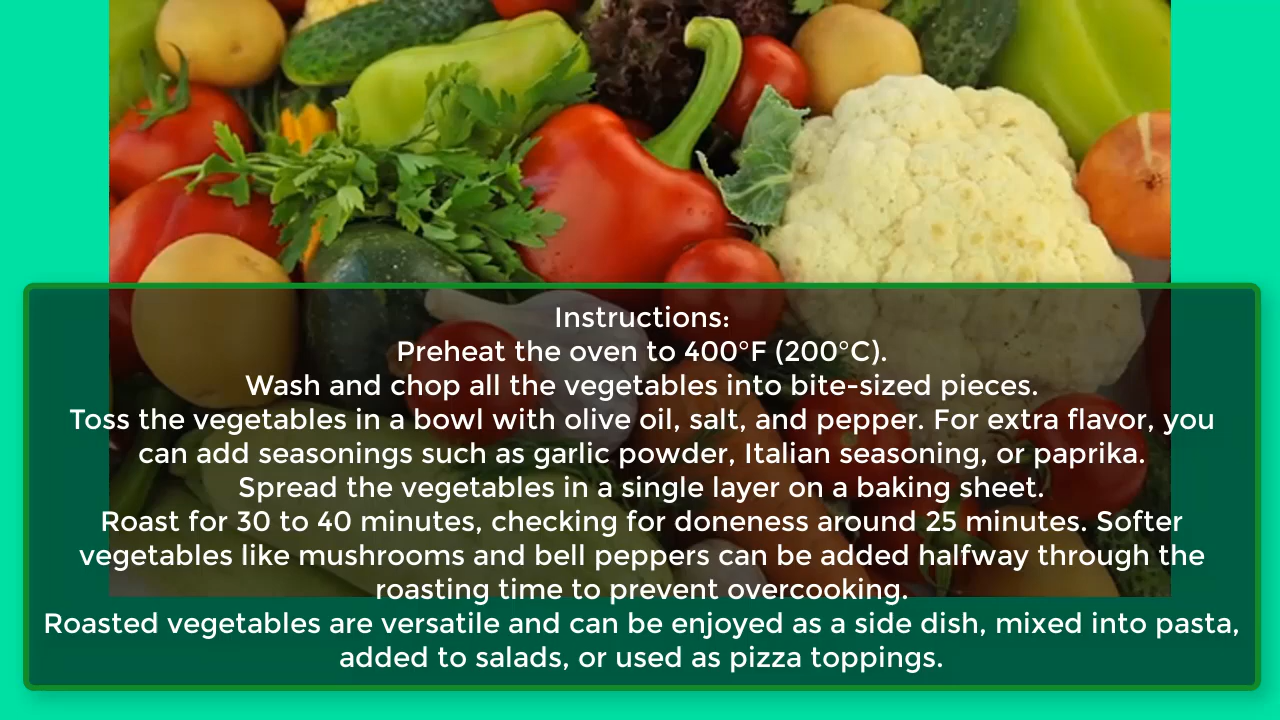 Instructions:
Preheat the oven to 400°F (200°C).
Wash and chop all the vegetables into bite-sized pieces.
Toss the vegetables in a bowl with olive oil, salt, and pepper. For extra flavor, you
can add seasonings such as garlic powder, Italian seasoning, or paprika.
Spread the vegetables in a single layer on a baking sheet.
Roast for 30 to 40 minutes, checking for doneness around 25 minutes. Softer
vegetables like mushrooms and bell peppers can be added halfway through the
roasting time to prevent overcooking.
Roasted vegetables are versatile and can be enjoyed as a side dish, mixed into pasta,
added to salads, or used as pizza toppings.